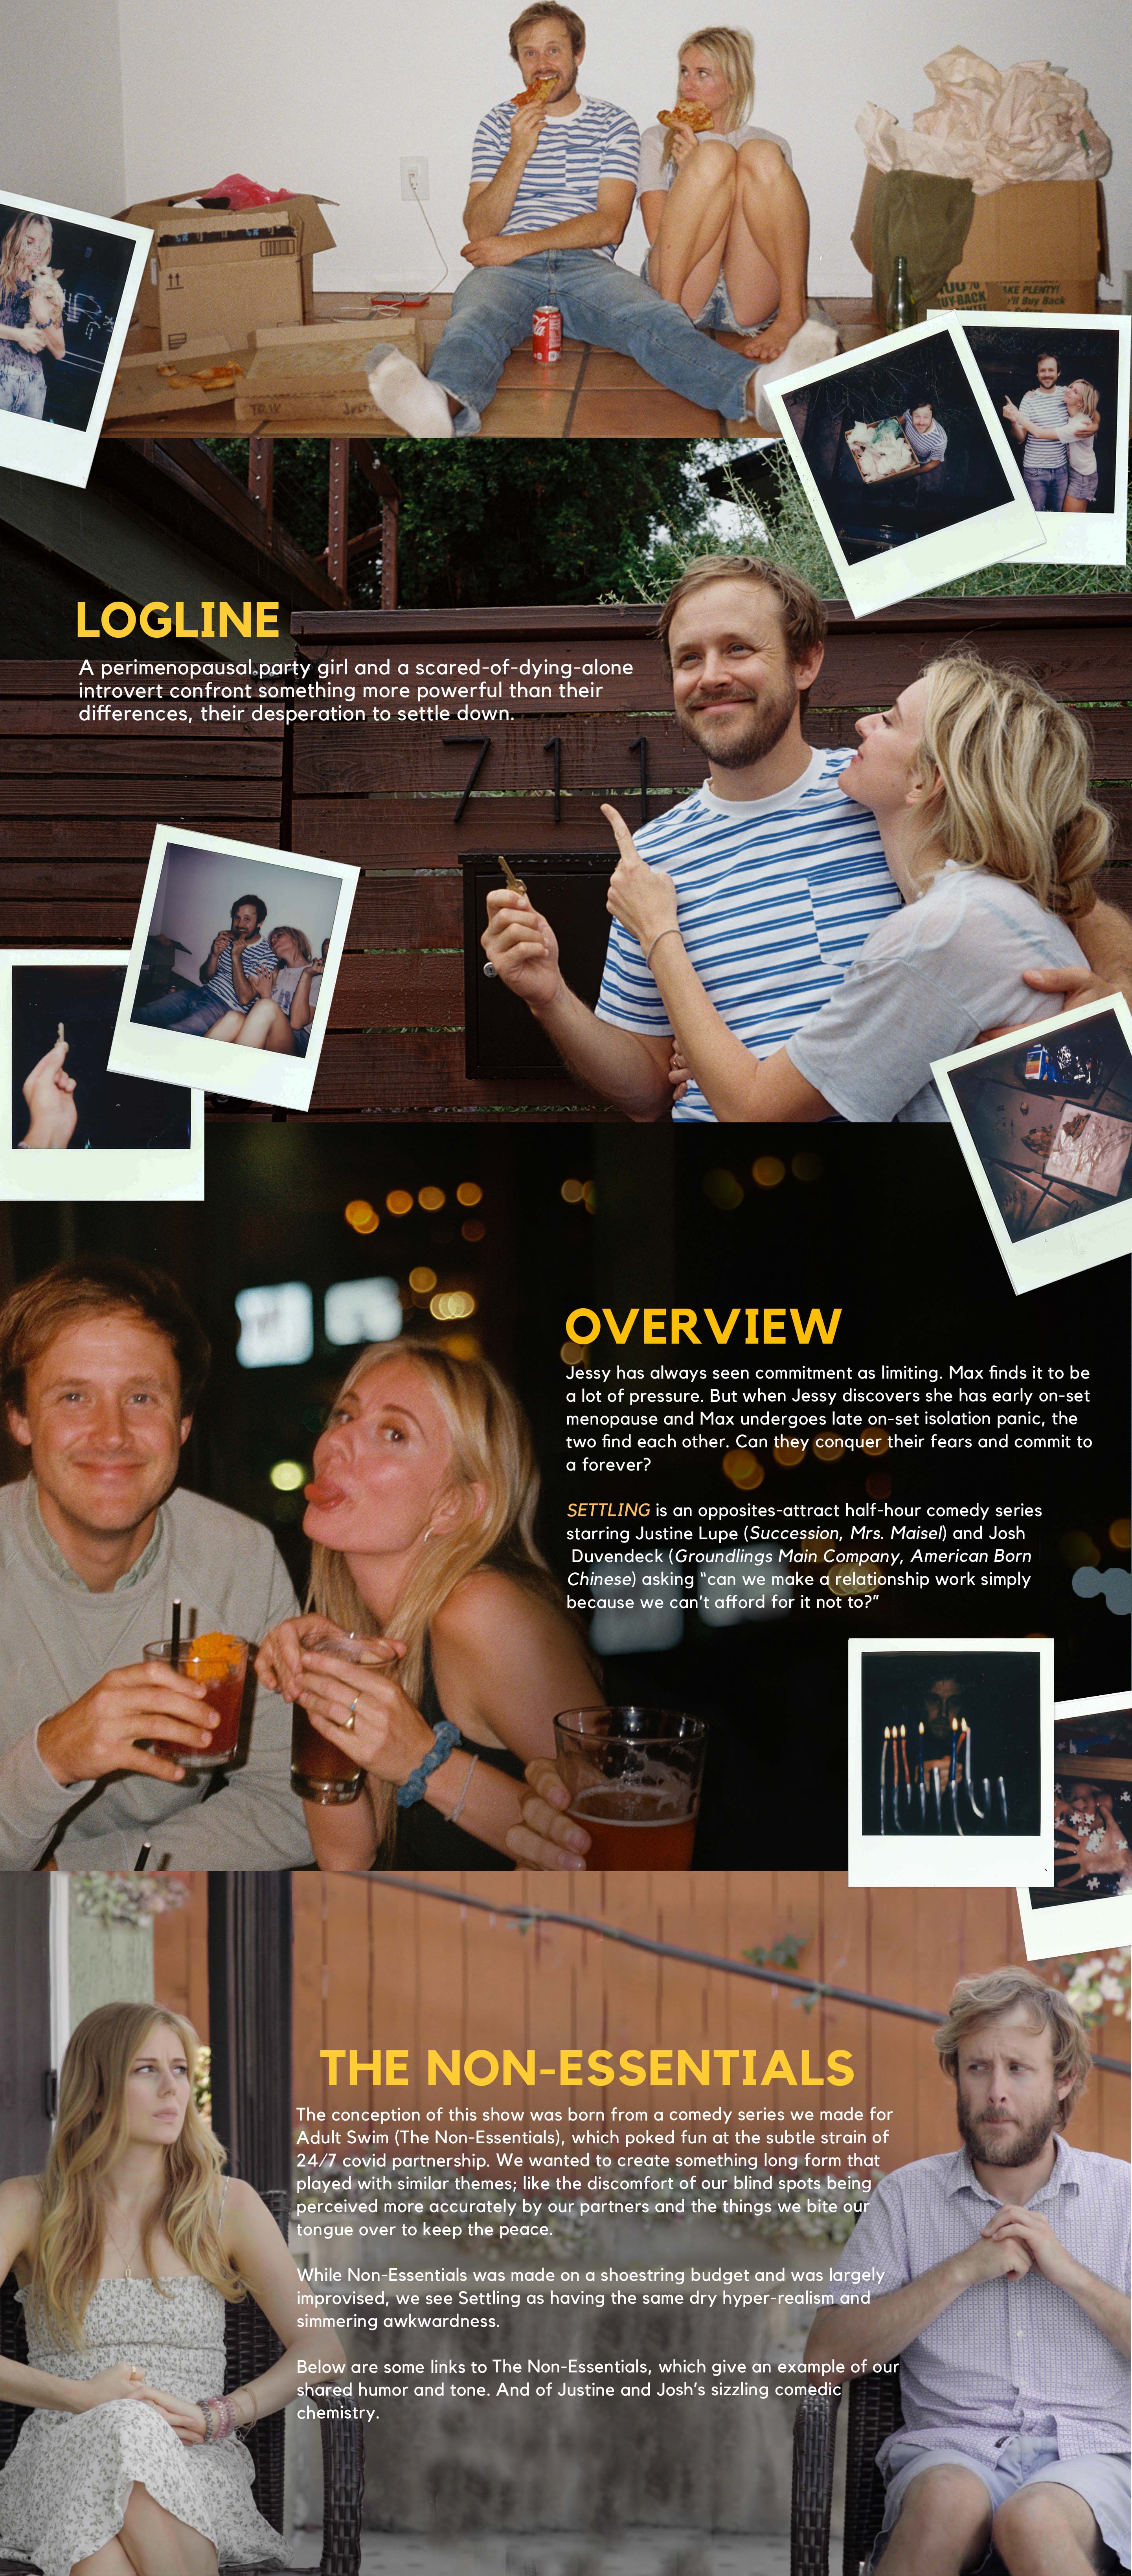 100%
BUY-BACK
AKE PLENTY!
'll Buy Back
TRIX
LOGLINE
A perimenopausal party girl and a scared-of-dying-alone
introvert confront something more powerful than their
differences, their desperation to settle down.
711
OVERVIEW
Jessy has always seen commitment as limiting. Max finds it to be
a lot of pressure. But when Jessy discovers she has early on-set
menopause and Max undergoes late on-set isolation panic, the
two find each other. Can they conquer their fears and commit to
a forever?
SETTLING is an opposites-attract half-hour comedy series
starring Justine Lupe (Succession, Mrs. Maisel) and Josh
Duvendeck (Groundlings Main Company, American Born
Chinese) asking “can we make a relationship work simply
because we can't afford for it not to?”
THE NON-ESSENTIALS
The conception of this show was born from a comedy series we made for
Adult Swim (The Non-Essentials), which poked fun at the subtle strain of
24/7 covid partnership. We wanted to create something long form that
played with similar themes; like the discomfort of our blind spots being
perceived more accurately by our partners and the things we bite our
tongue over to keep the peace.
While Non-Essentials was made on a shoestring budget and was largely
improvised, we see Settling as having the same dry hyper-realism and
simmering awkwardness.
Below are some links to The Non-Essentials, which give an example of our
shared humor and tone. And of Justine and Josh's sizzling comedic
chemistry.